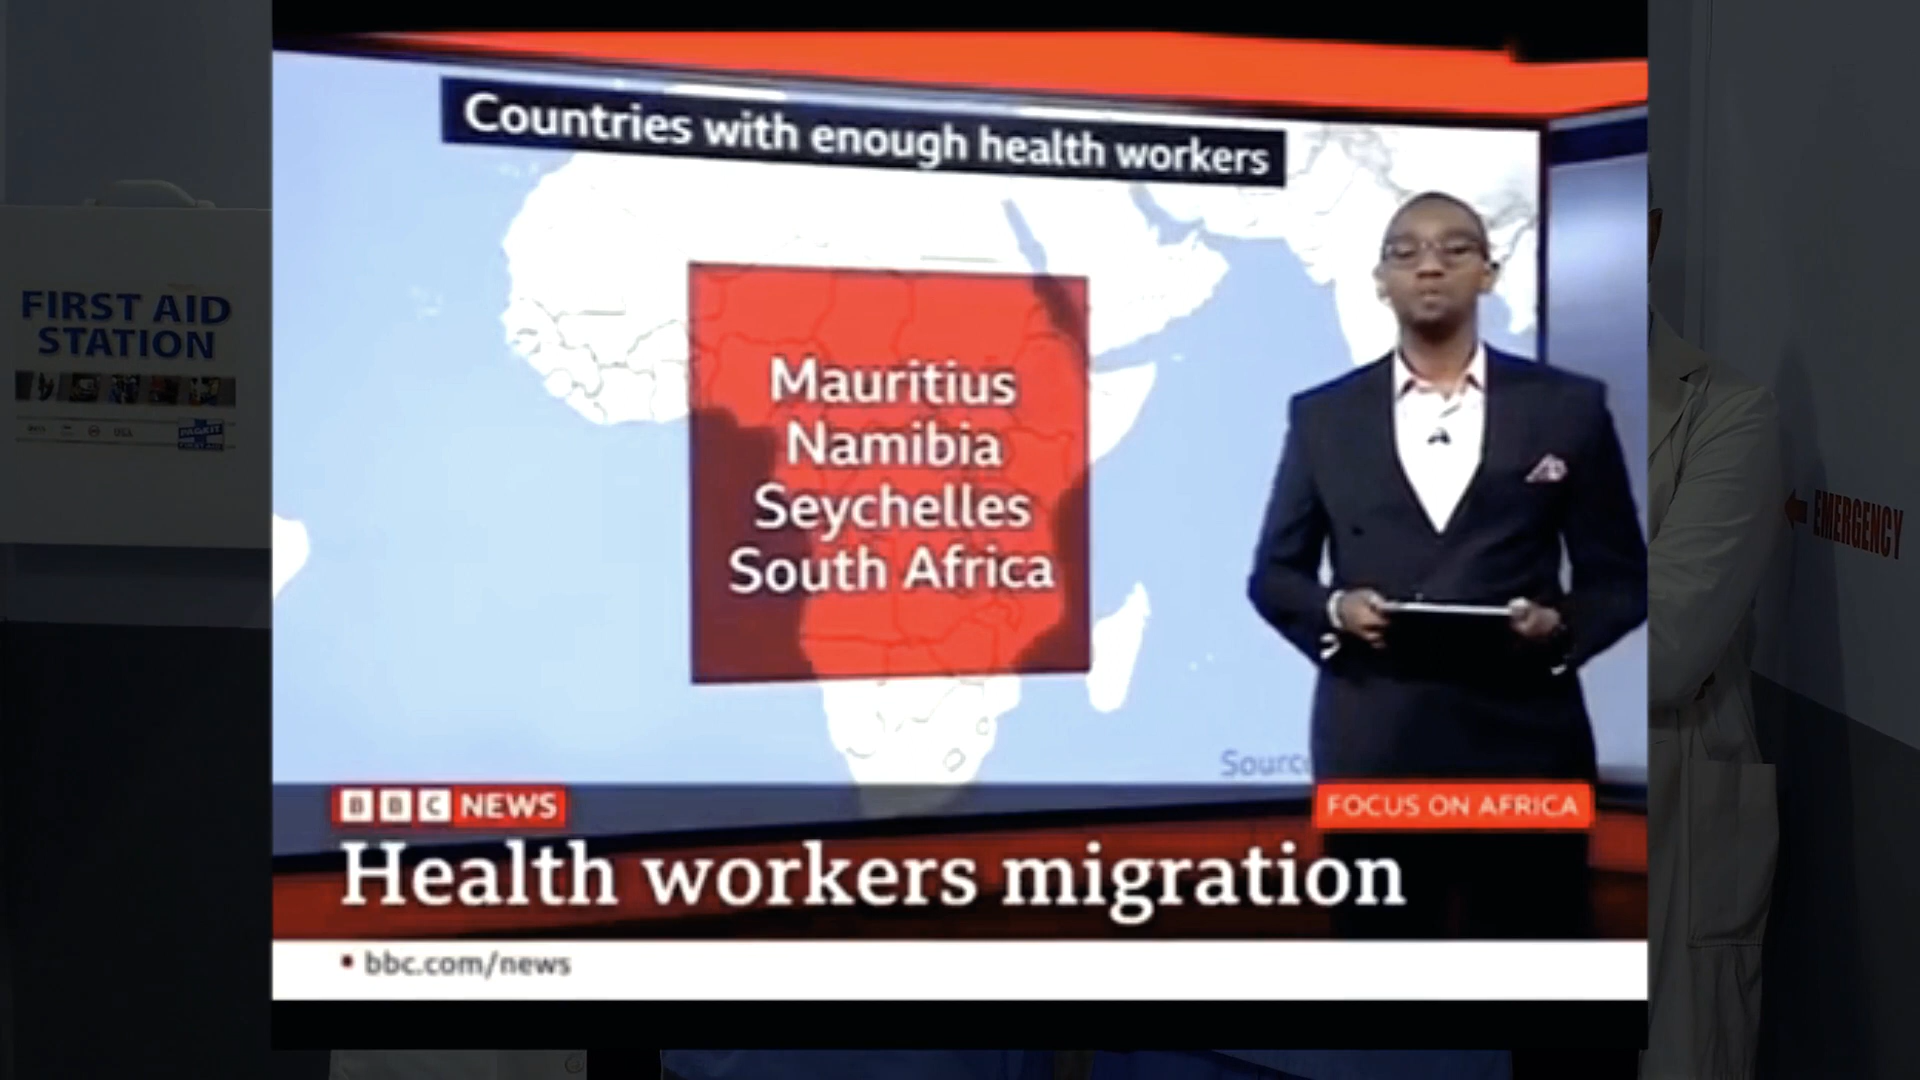 Countries with enough health workers
FIRST AID
STATION
Mauritius
Namibia
Seychelles
South Africa
EMERGENCY
BBC NEWS
FOCUS ON AFRICA
Health workers migration
bbc.com/news